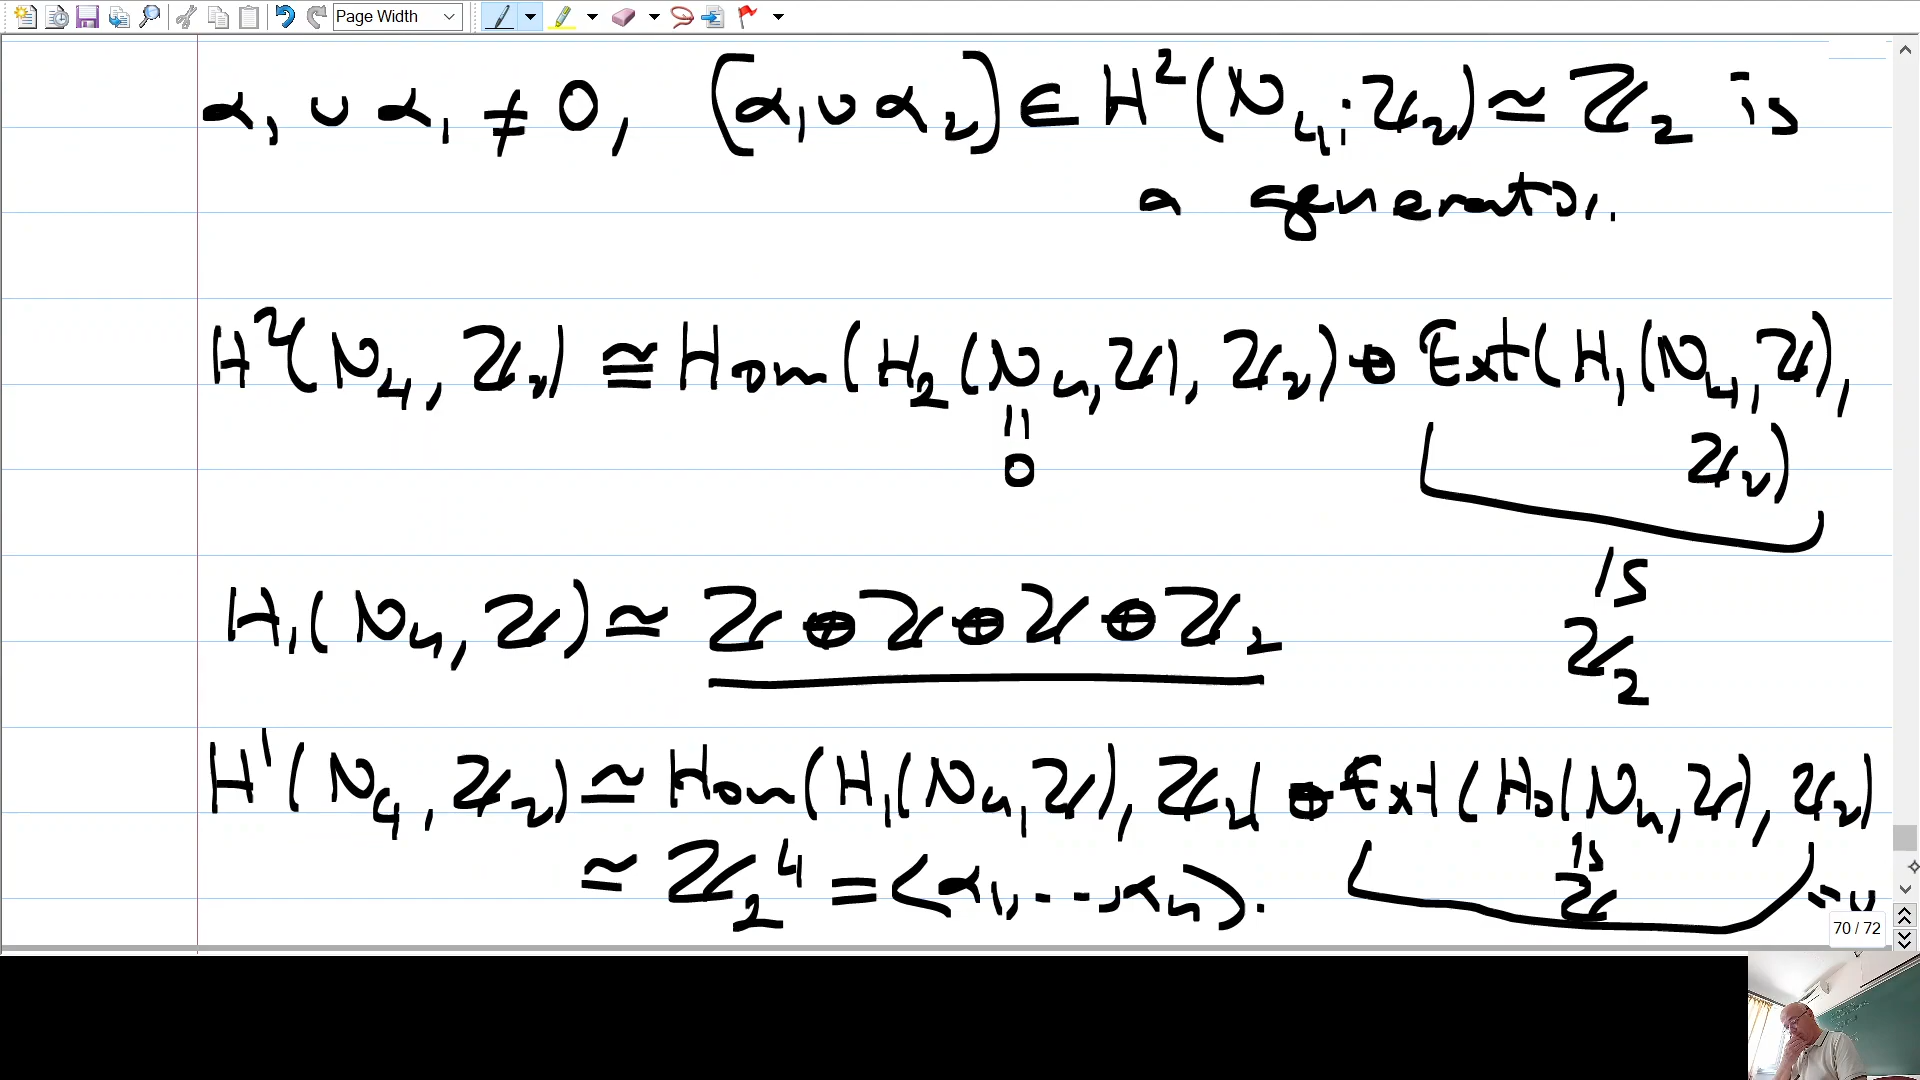 Page Width
α₁ ∪ α₁ ≠ 0, [α₁ ∪ α₂] ∈ H²(N₄; ℤ₂) ≃ ℤ₂ is
a generator.
H²(N₄, ℤ₂) ≅ Hom(H₂(N₄, ℤ), ℤ₂) ⊕ Ext(H₁(N₄, ℤ),
ℤ₂)
=
0
H₁(N₄, ℤ) ≃ ℤ ⊕ ℤ ⊕ ℤ ⊕ ℤ₂
≃
ℤ₂
H¹(N₄, ℤ₂) ≃ Hom(H₁(N₄, ℤ), ℤ₂) ⊕ Ext(H₀(N₄, ℤ), ℤ₂)
≃ ℤ₂⁴ = ⟨α₁, ..., α₄⟩.
≃
ℤ
= 0
70 / 72